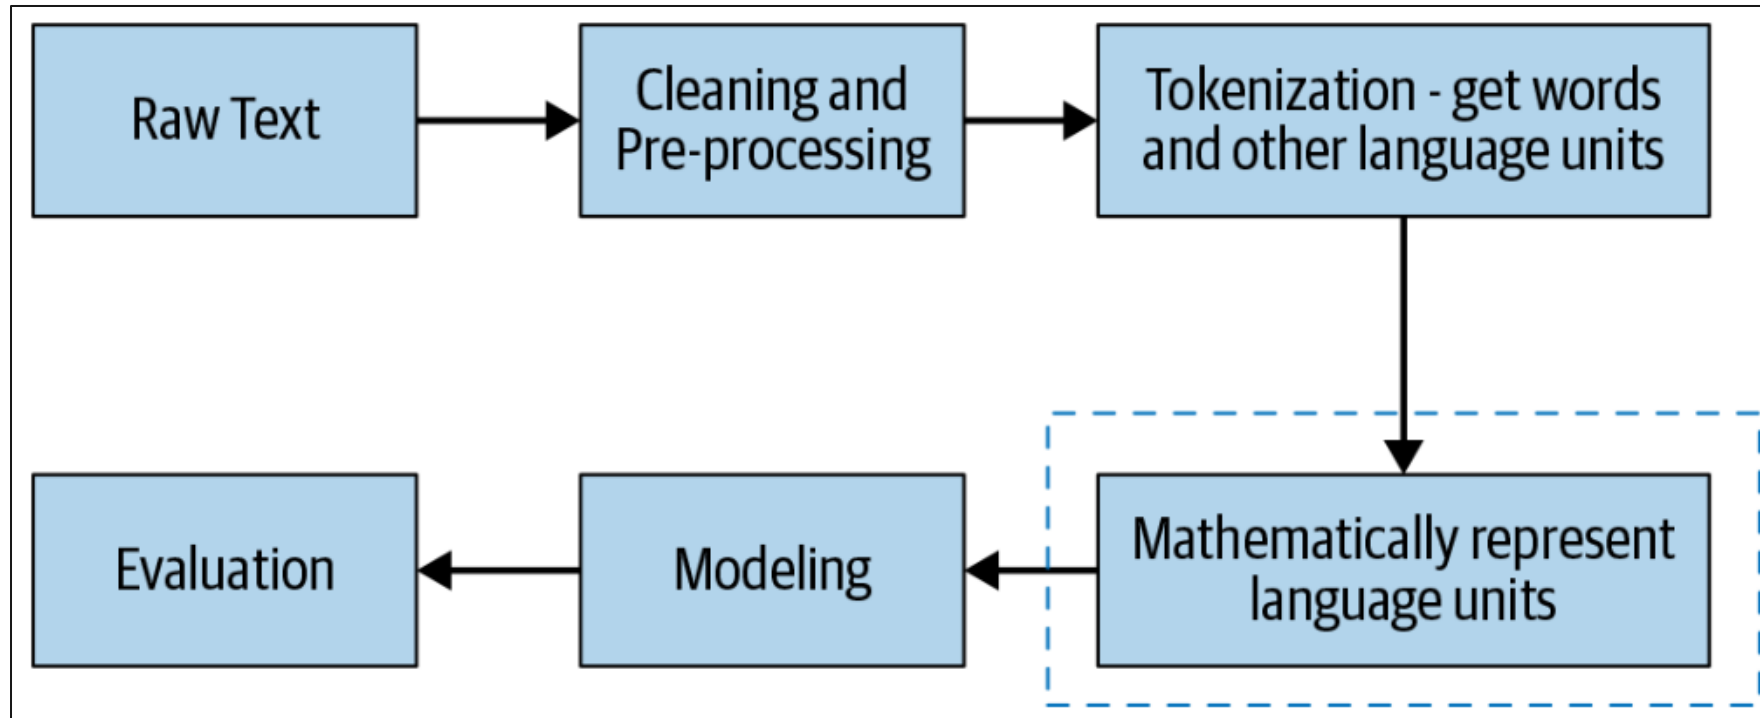 Raw Text
Cleaning and
Pre-processing
Tokenization - get words
and other language units
Mathematically represent
language units
Modeling
Evaluation